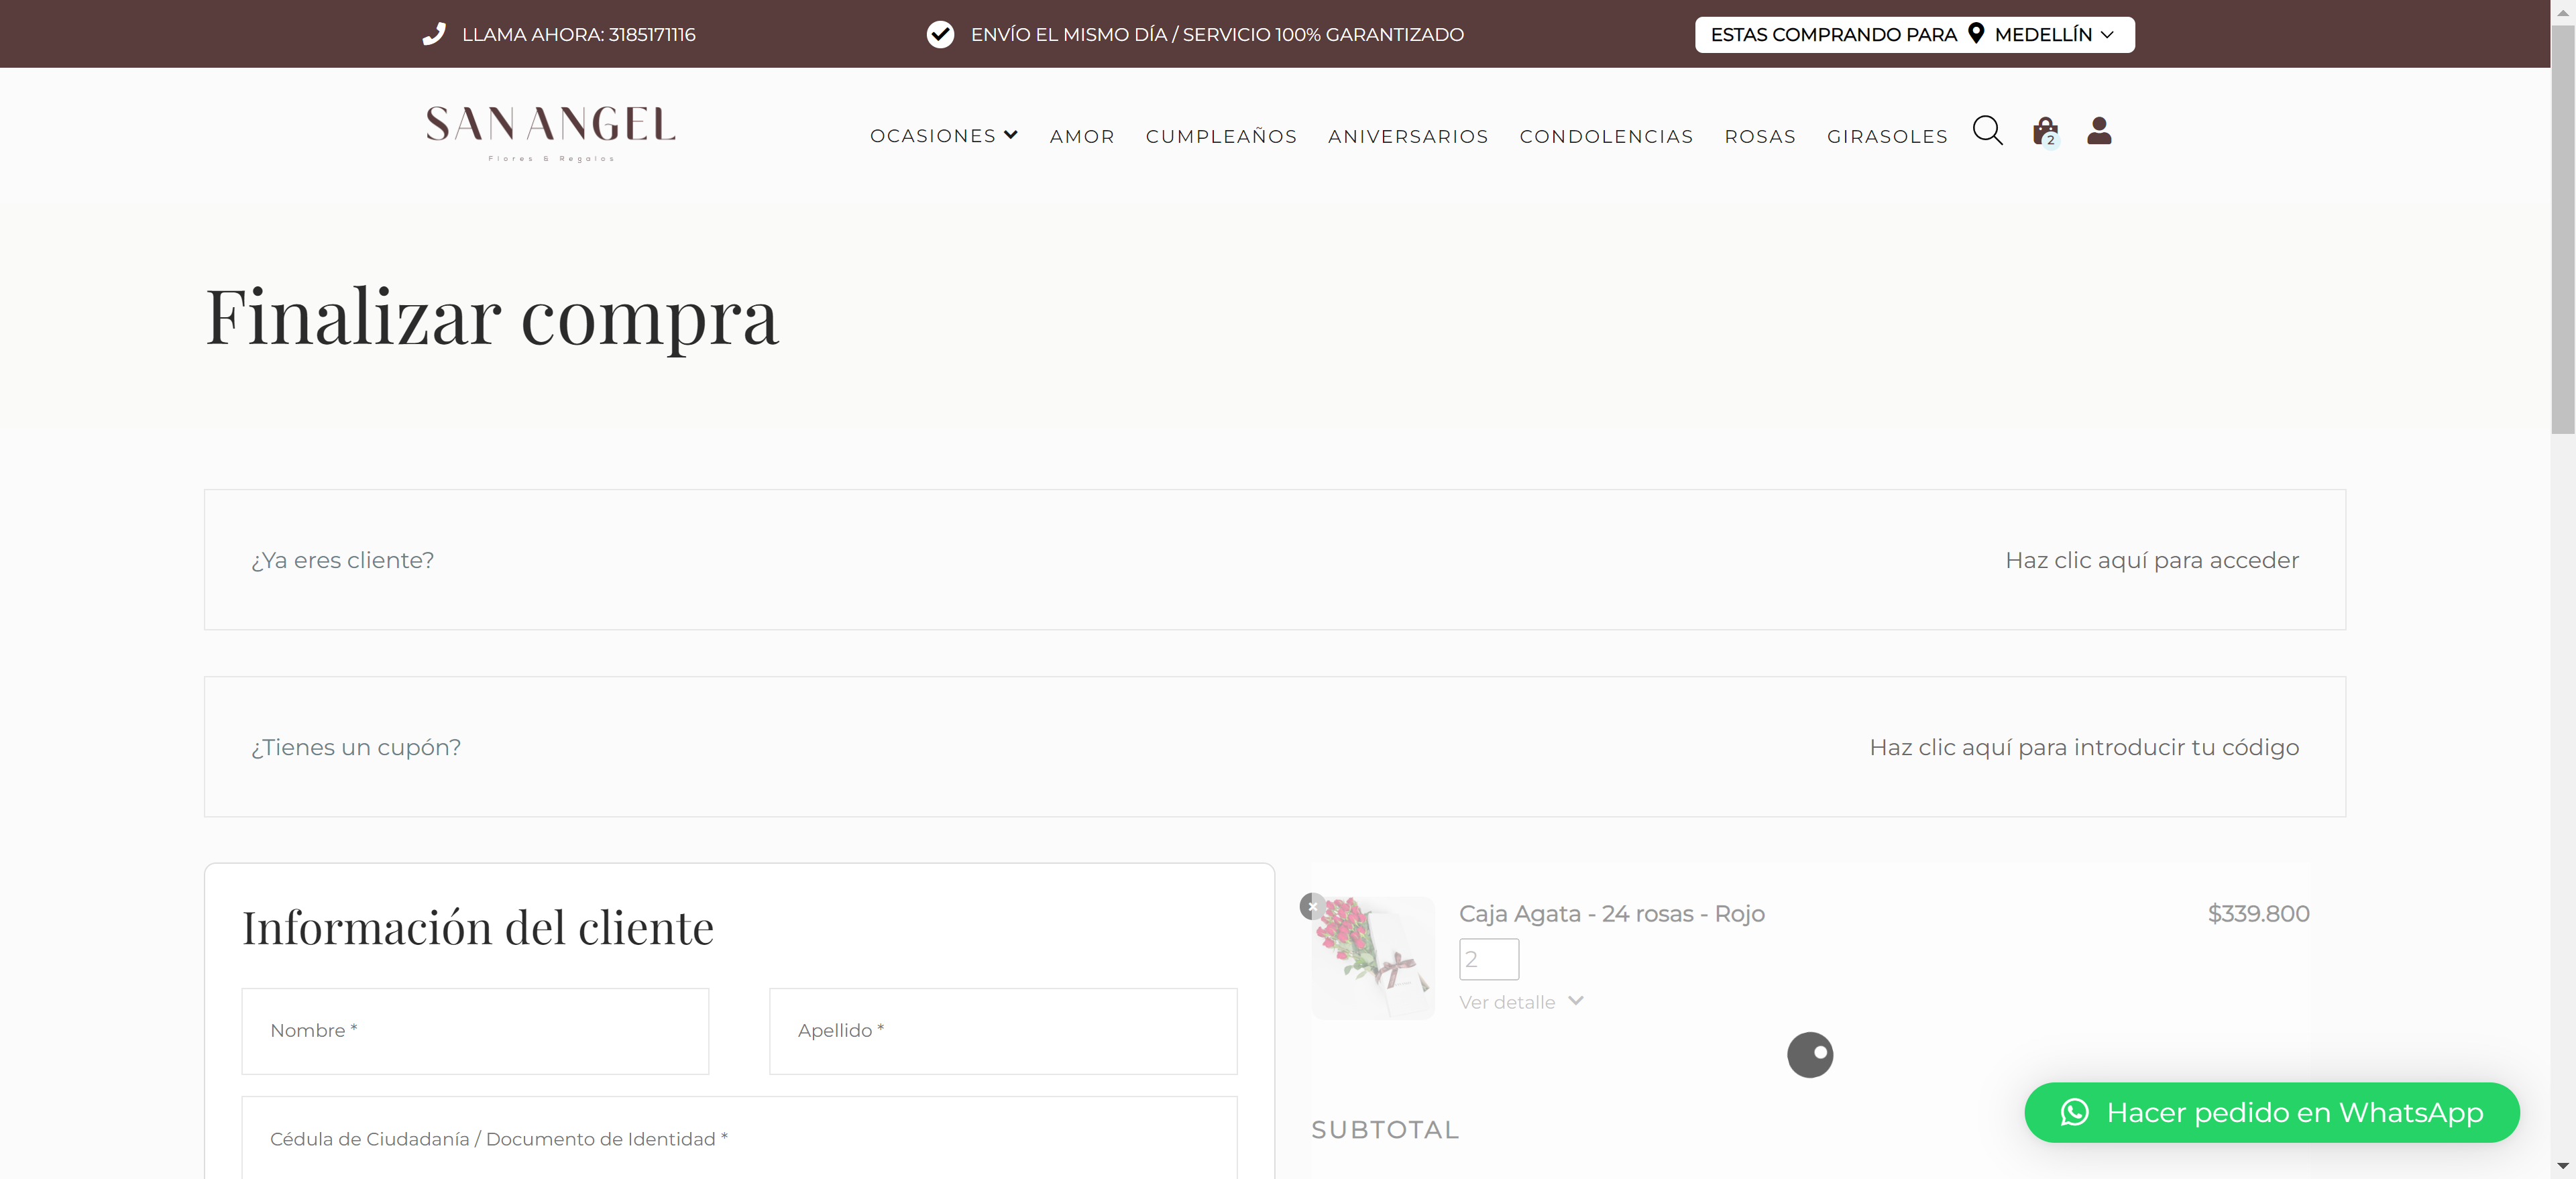 LLAMA AHORA: 3185171116
ENVÍO EL MISMO DÍA / SERVICIO 100% GARANTIZADO
ESTAS COMPRANDO PARA MEDELLÍN
SAN ANGEL
Flores & Regalos
OCASIONES
AMOR
CUMPLEAÑOS
ANIVERSARIOS
CONDOLENCIAS
ROSAS
GIRASOLES
2
Finalizar compra
¿Ya eres cliente?
Haz clic aquí para acceder
¿Tienes un cupón?
Haz clic aquí para introducir tu código
Información del cliente
Nombre *
Apellido *
Cédula de Ciudadanía / Documento de Identidad *
Caja Agata - 24 rosas - Rojo
$339.800
2
Ver detalle
SUBTOTAL
Hacer pedido en WhatsApp